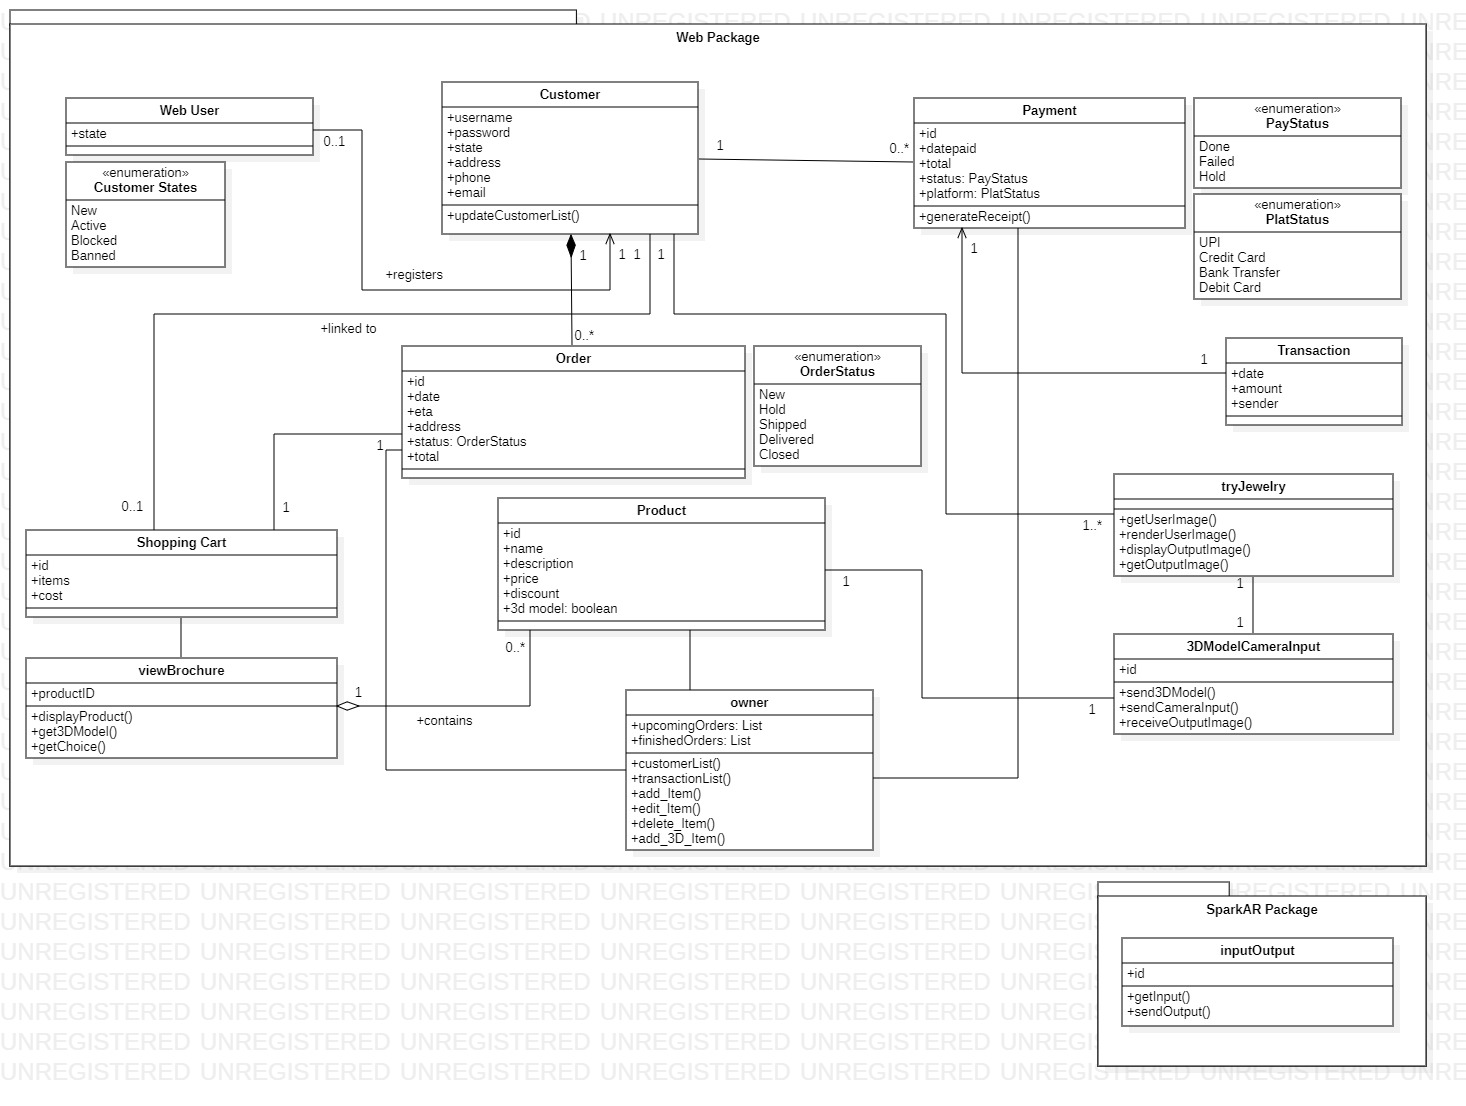 Web Package
Web User
+state
«enumeration»
Customer States
New
Active
Blocked
Banned
0..1
+registers
Customer
+username
+password
+state
+address
+phone
+email
+updateCustomerList()
1
0..*
1
1
1
1
Payment
+id
+datepaid
+total
+status: PayStatus
+platform: PlatStatus
+generateReceipt()
1
«enumeration»
PayStatus
Done
Failed
Hold
«enumeration»
PlatStatus
UPI
Credit Card
Bank Transfer
Debit Card
+linked to
0..*
Order
+id
+date
+eta
+address
+status: OrderStatus
+total
1
«enumeration»
OrderStatus
New
Hold
Shipped
Delivered
Closed
1
Transaction
+date
+amount
+sender
0..1
1
Shopping Cart
+id
+items
+cost
Product
+id
+name
+description
+price
+discount
+3d model: boolean
1
0..*
tryJewelry
+getUserImage()
+renderUserImage()
+displayOutputImage()
+getOutputImage()
1..*
1
1
3DModelCameraInput
+id
+send3DModel()
+sendCameraInput()
+receiveOutputImage()
1
viewBrochure
+productID
+displayProduct()
+get3DModel()
+getChoice()
1
+contains
owner
+upcomingOrders: List
+finishedOrders: List
+customerList()
+transactionList()
+add_Item()
+edit_Item()
+delete_Item()
+add_3D_Item()
SparkAR Package
inputOutput
+id
+getInput()
+sendOutput()
UNREGISTERED UNREGISTERED UNREGISTERED UNREGISTERED UNREGISTERED